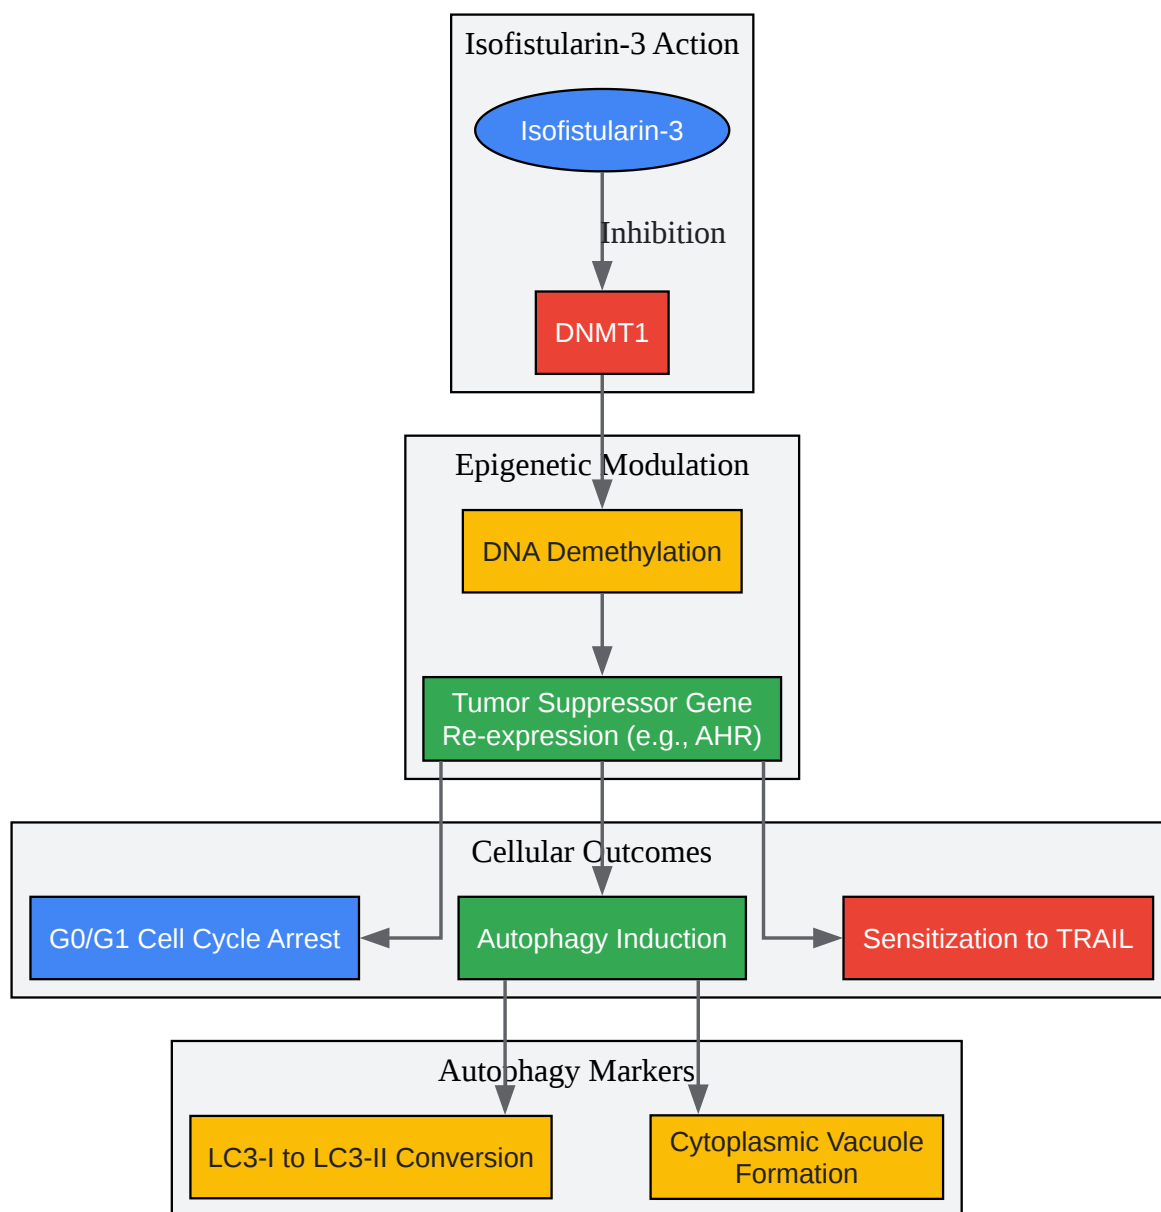 Isofistularin-3 Action
Isofistularin-3
Inhibition
DNMT1
Epigenetic Modulation
DNA Demethylation
Tumor Suppressor Gene
Re-expression (e.g., AHR)
Cellular Outcomes
G0/G1 Cell Cycle Arrest
Autophagy Induction
Sensitization to TRAIL
Autophagy Markers
LC3-I to LC3-II Conversion
Cytoplasmic Vacuole
Formation